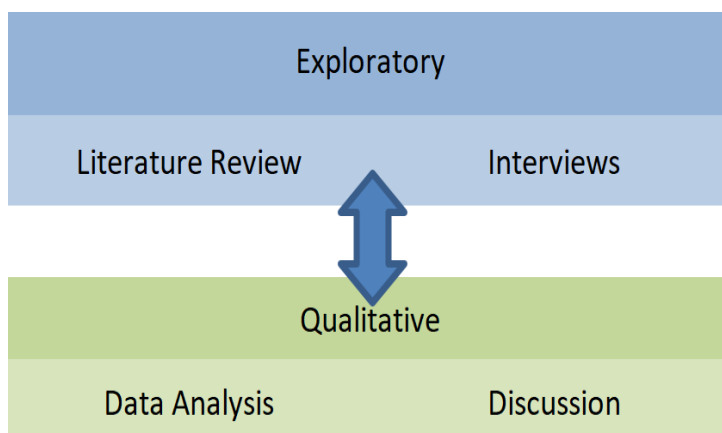 Exploratory
Literature Review Interviews
Qualitative
Data Analysis Discussion